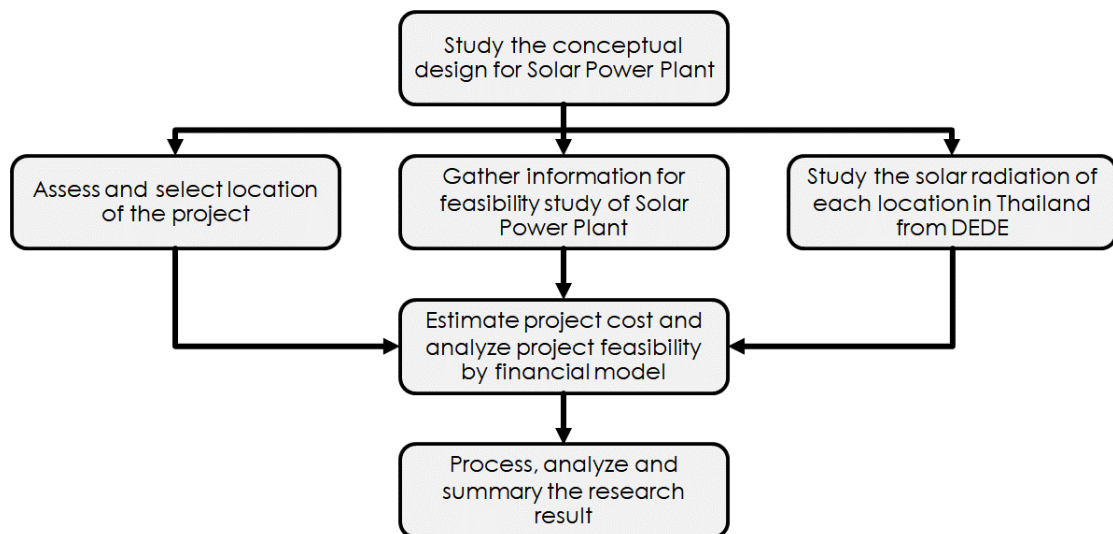 Study the conceptual
design for Solar Power Plant
Assess and select location
of the project
Gather information for
feasibility study of Solar
Power Plant
Study the solar radiation of
each location in Thailand
from DEDE
Estimate project cost and
analyze project feasibility
by financial model
Process, analyze and
summary the research
result